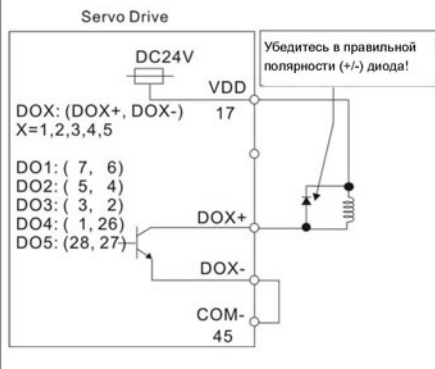 Servo Drive
DC24V
Убедитесь в правильной
полярности (+/-) диода!
VDD
17
DOX: (DOX+, DOX-)
X=1,2,3,4,5
DO1: ( 7, 6)
DO2: ( 5, 4)
DO3: ( 3, 2)
DO4: ( 1, 26)
DO5: (28, 27)
DOX+
DOX-
COM-
45